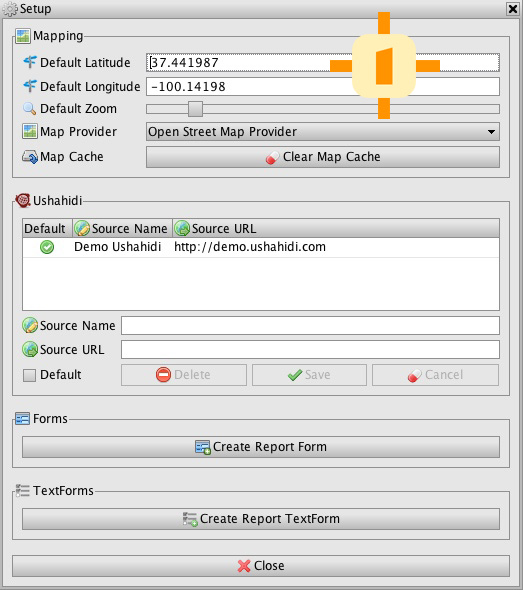 Setup
Mapping
1
Default Latitude 37.441987
Default Longitude -100.14198
Default Zoom
Map Provider Open Street Map Provider
Map Cache Clear Map Cache
Ushahidi
Default Source Name Source URL
Demo Ushahidi http://demo.ushahidi.com
Source Name
Source URL
Default Delete Save Cancel
Forms
Create Report Form
TextForms
Create Report TextForm
Close